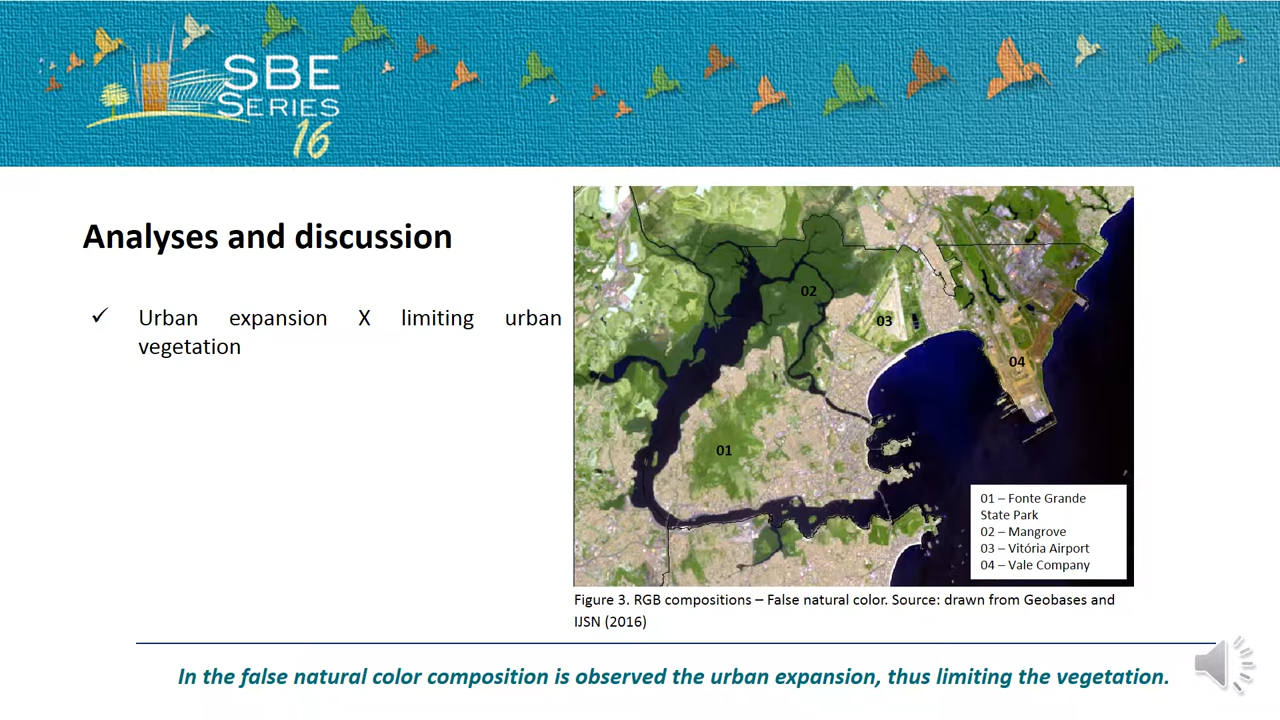 SBE
SERIES
16
Analyses and discussion
✓ Urban expansion X limiting urban
vegetation
02
03
04
01
01 – Fonte Grande
State Park
02 – Mangrove
03 – Vitória Airport
04 – Vale Company
Figure 3. RGB compositions – False natural color. Source: drawn from Geobases and
IJSN (2016)
In the false natural color composition is observed the urban expansion, thus limiting the vegetation.